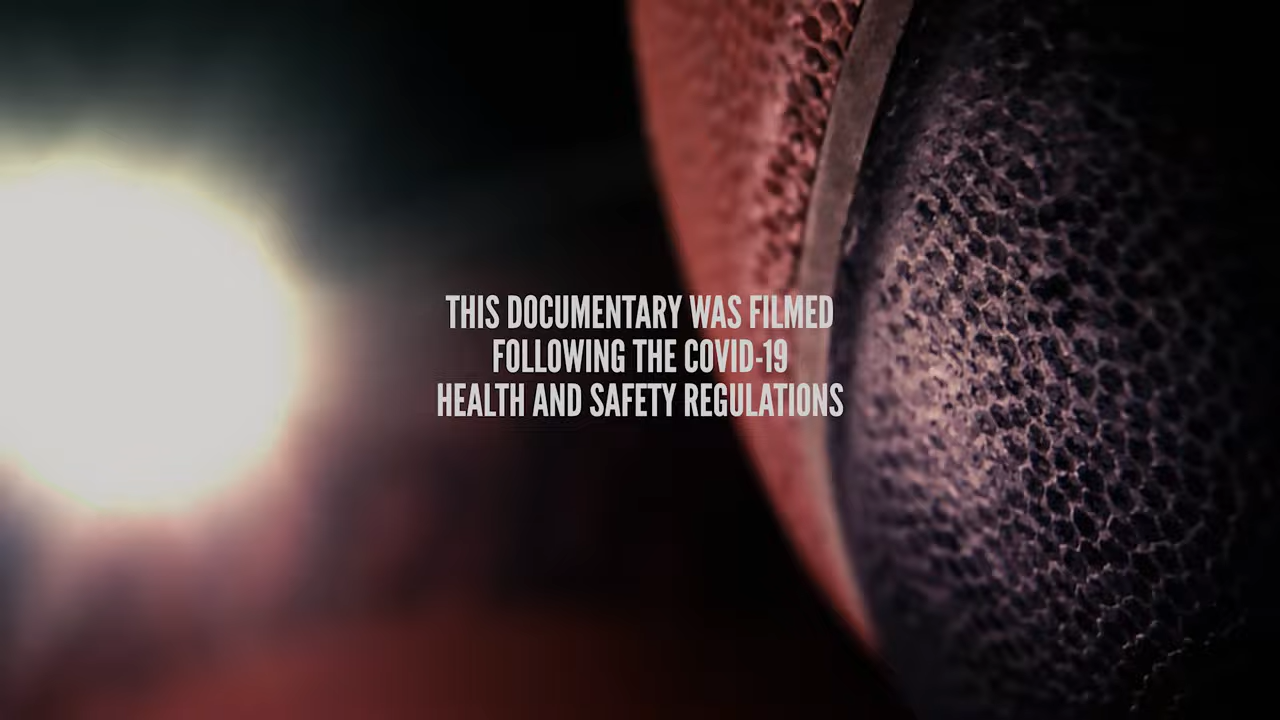 THIS DOCUMENTARY WAS FILMED
FOLLOWING THE COVID-19
HEALTH AND SAFETY REGULATIONS